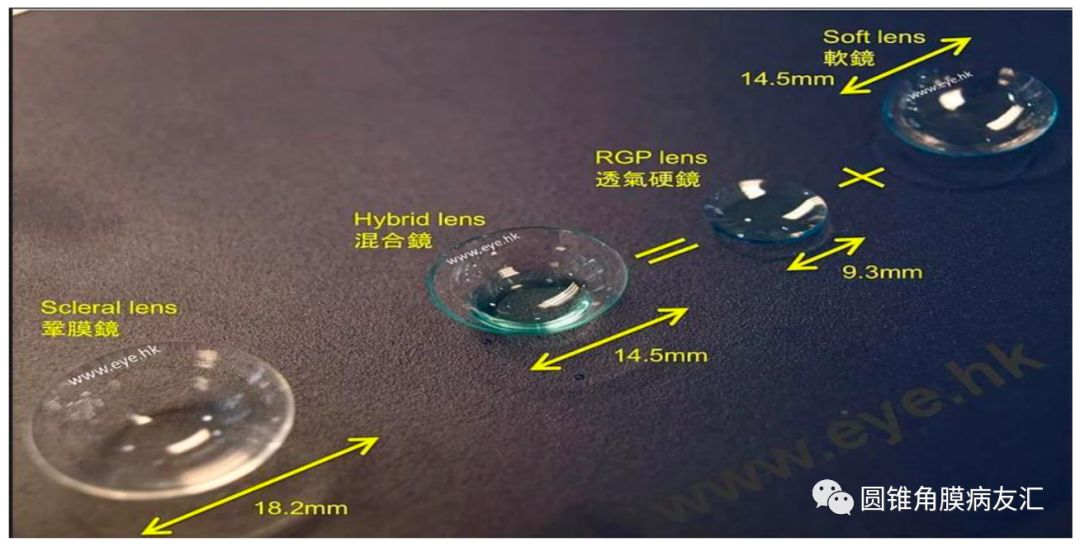 Soft lens
軟鏡
14.5mm
www.eye.hk
RGP lens
透氣硬鏡
9.3mm
Hybrid lens
混合鏡
www.eye.hk
14.5mm
Scleral lens
鞏膜鏡
www.eye.hk
18.2mm
www.eye.hk
圆锥角膜病友汇